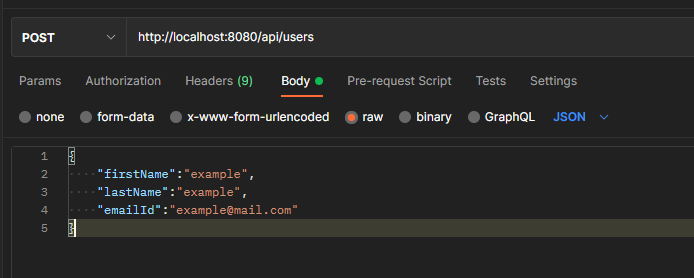 POST http://localhost:8080/api/users
Params Authorization Headers (9) Body Pre-request Script Tests Settings
none form-data x-www-form-urlencoded raw binary GraphQL JSON
1 {
2 "firstName":"example",
3 "lastName":"example",
4 "emailId":"example@mail.com"
5 }